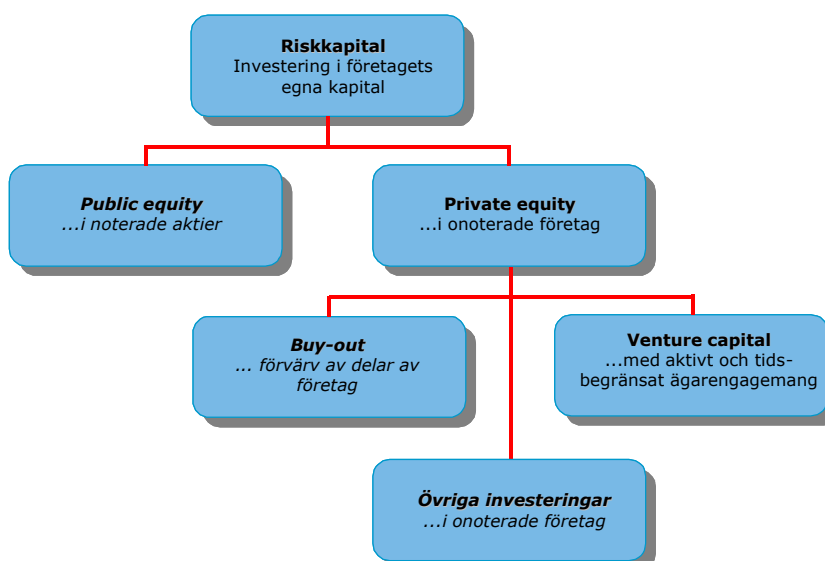 Riskkapital
Investering i företagets
egna kapital
Public equity
...i noterade aktier
Private equity
...i onoterade företag
Buy-out
... förvärv av delar av
företag
Venture capital
...med aktivt och tids-
begränsat ägarengagemang
Övriga investeringar
...i onoterade företag